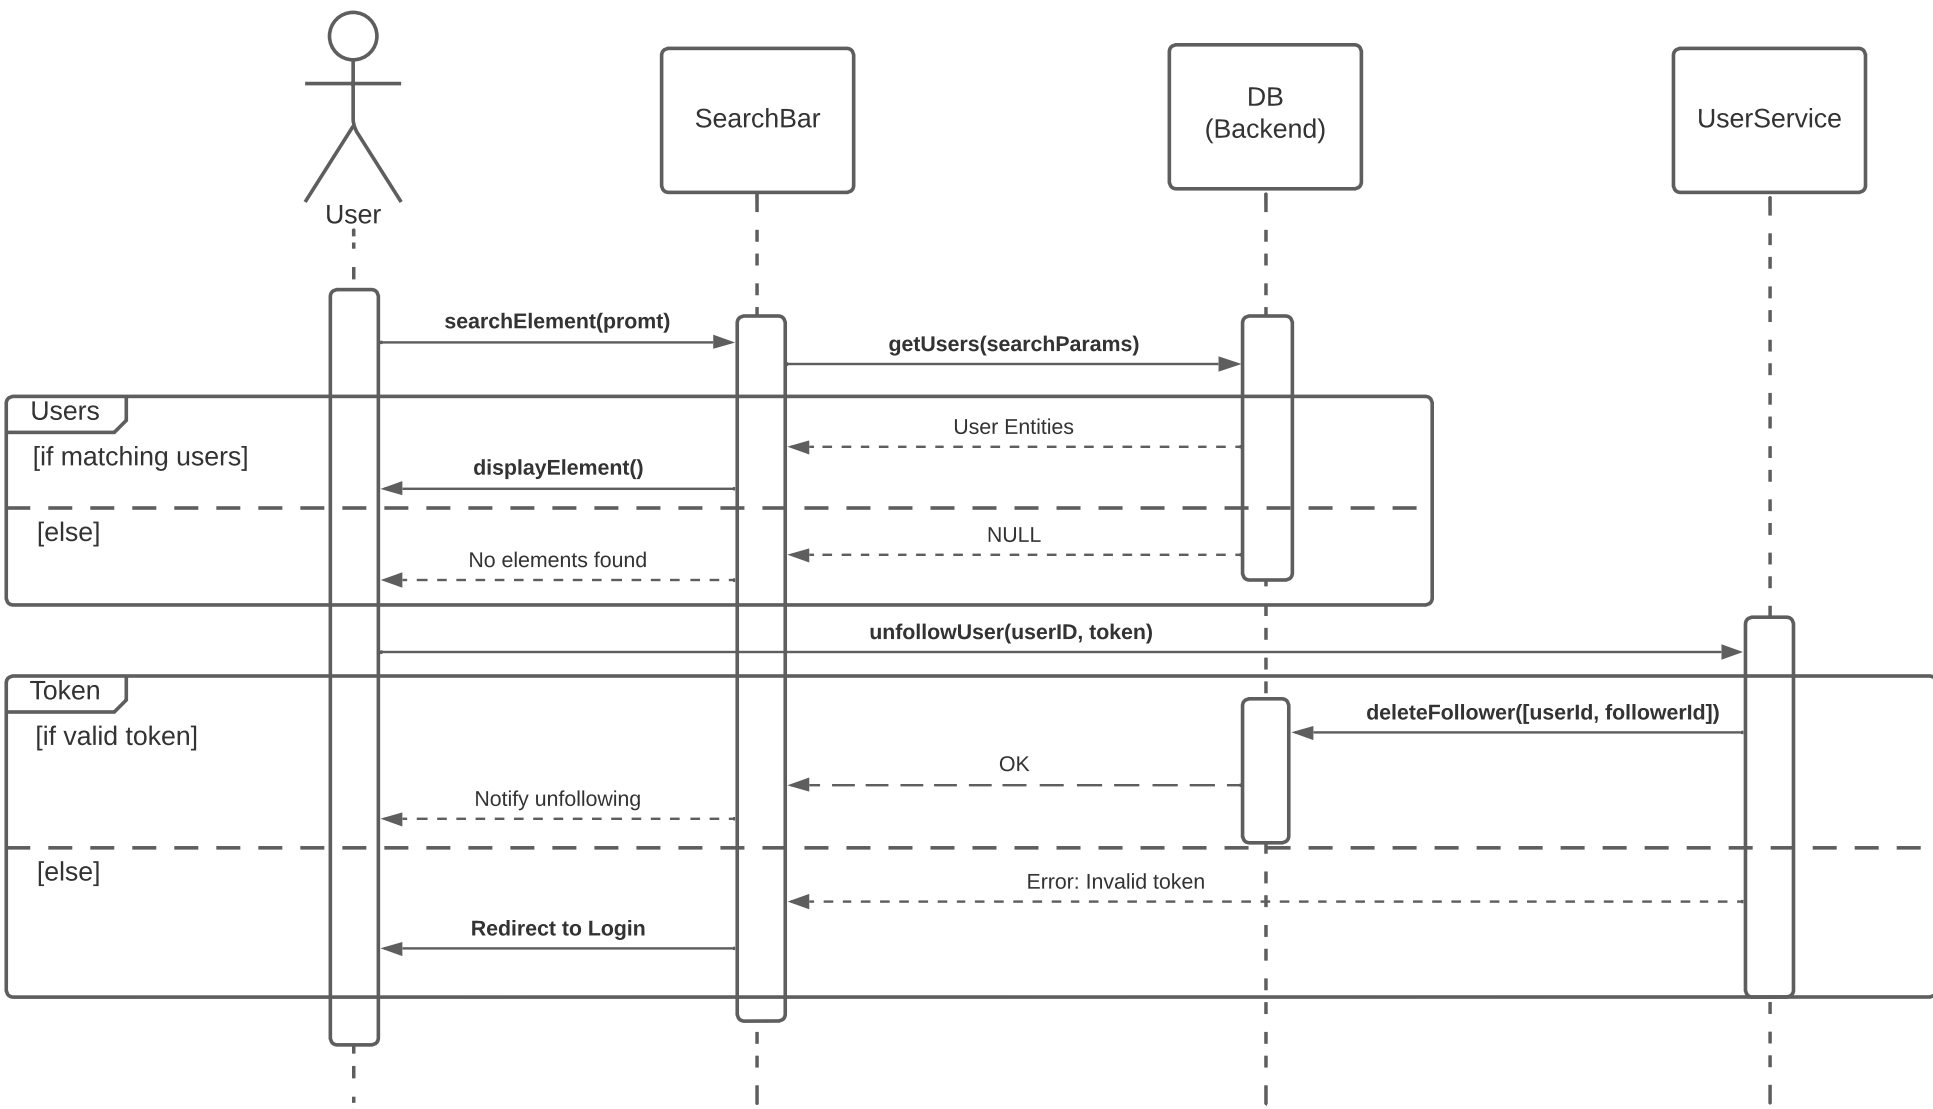 User
SearchBar
DB
(Backend)
UserService
searchElement(promt)
getUsers(searchParams)
Users
[if matching users]
User Entities
displayElement()
[else]
NULL
No elements found
unfollowUser(userID, token)
Token
[if valid token]
deleteFollower([userId, followerId])
OK
Notify unfollowing
[else]
Error: Invalid token
Redirect to Login